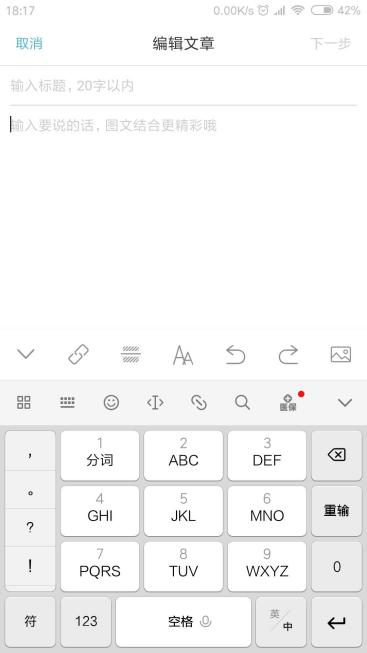 18:17 0.00K/s 42%
取消 编辑文章 下一步
输入标题，20字以内
输入要说的话，图文结合更精彩哦
AA
医保
， 1 2 3
分词 ABC DEF
。 4 5 6 重输
GHI JKL MNO
? 7 8 9 0
! PQRS TUV WXYZ
符 123 空格 英/中